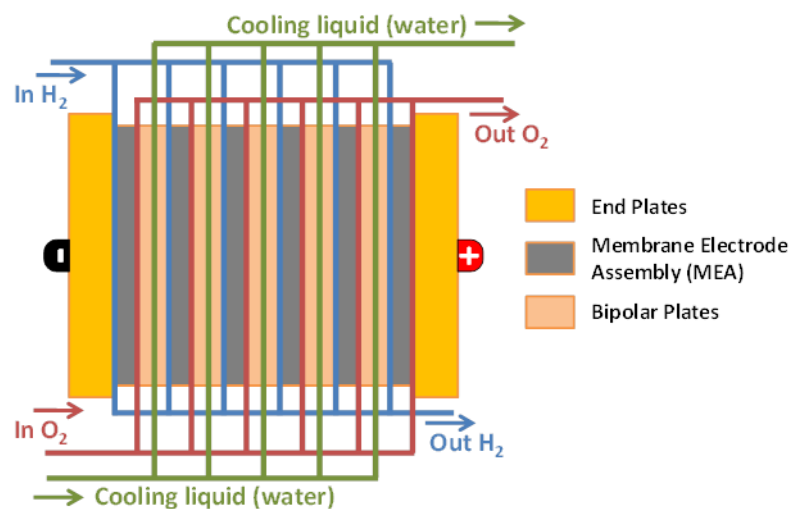 Cooling liquid (water)
In H₂
Out O₂
End Plates
Membrane Electrode
Assembly (MEA)
Bipolar Plates
-
+
In O₂
Out H₂
Cooling liquid (water)